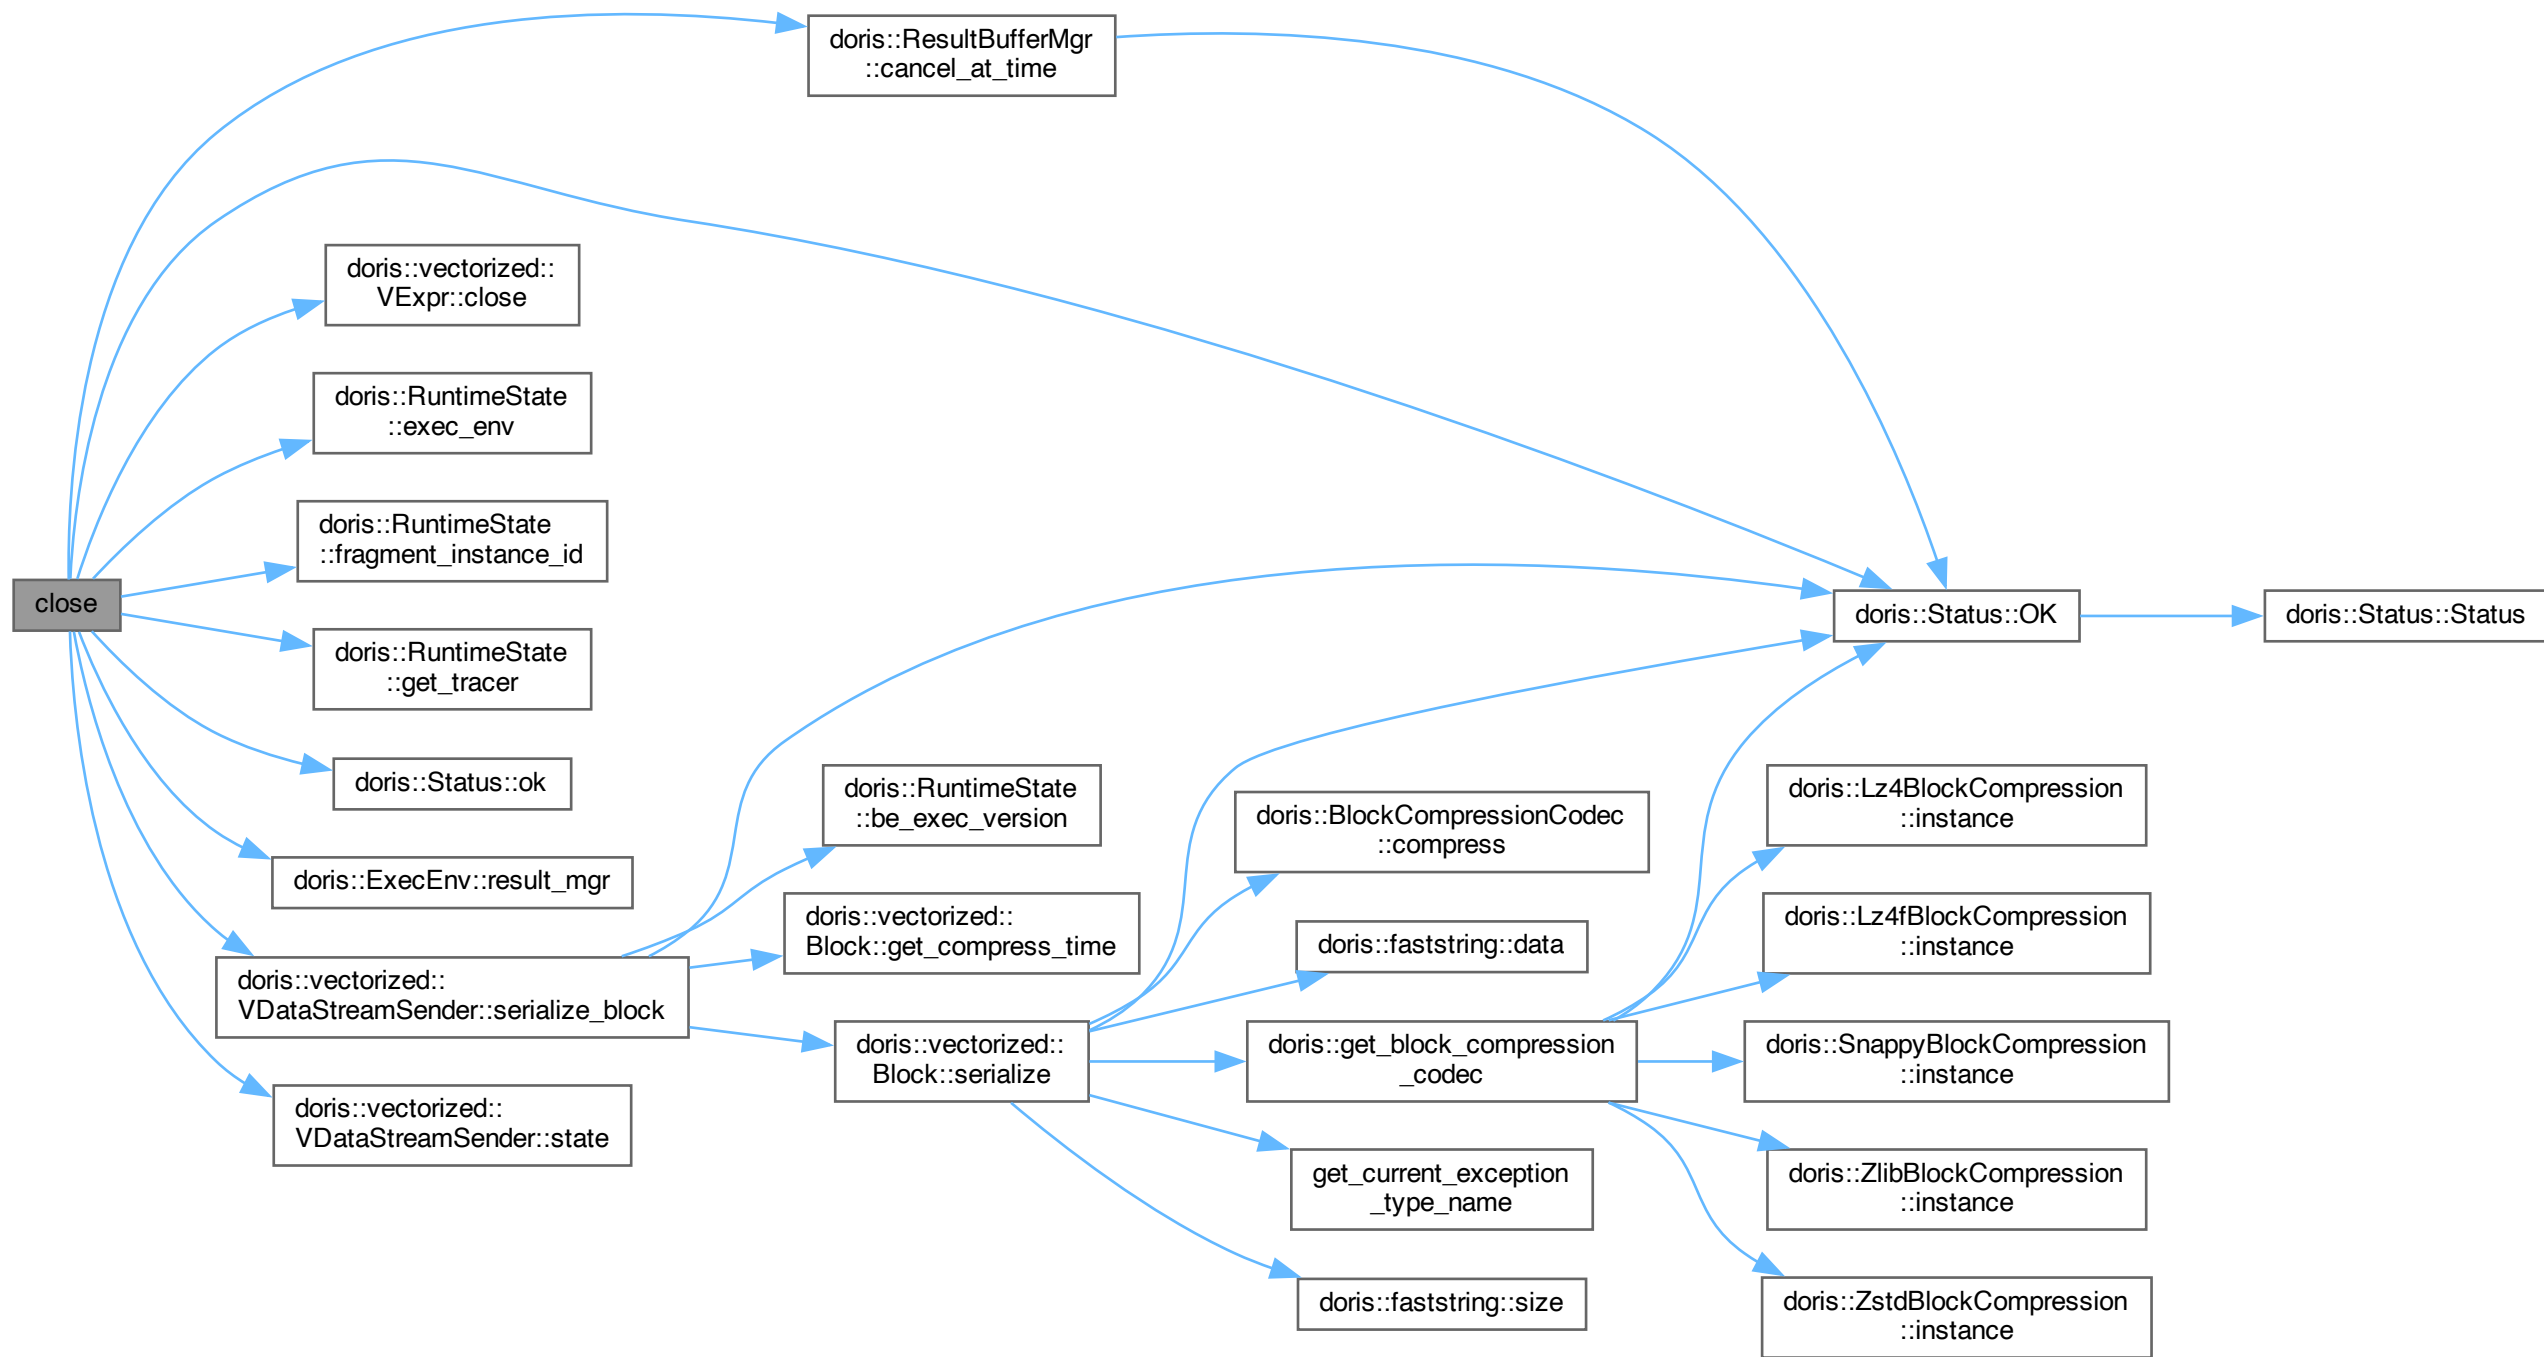 close
doris::ResultBufferMgr
::cancel_at_time
doris::vectorized::
VExpr::close
doris::RuntimeState
::exec_env
doris::RuntimeState
::fragment_instance_id
doris::RuntimeState
::get_tracer
doris::Status::ok
doris::ExecEnv::result_mgr
doris::vectorized::
VDataStreamSender::serialize_block
doris::vectorized::
VDataStreamSender::state
doris::RuntimeState
::be_exec_version
doris::vectorized::
Block::get_compress_time
doris::vectorized::
Block::serialize
doris::BlockCompressionCodec
::compress
doris::faststring::data
doris::get_block_compression
_codec
get_current_exception
_type_name
doris::faststring::size
doris::Status::OK
doris::Status::Status
doris::Lz4BlockCompression
::instance
doris::Lz4fBlockCompression
::instance
doris::SnappyBlockCompression
::instance
doris::ZlibBlockCompression
::instance
doris::ZstdBlockCompression
::instance